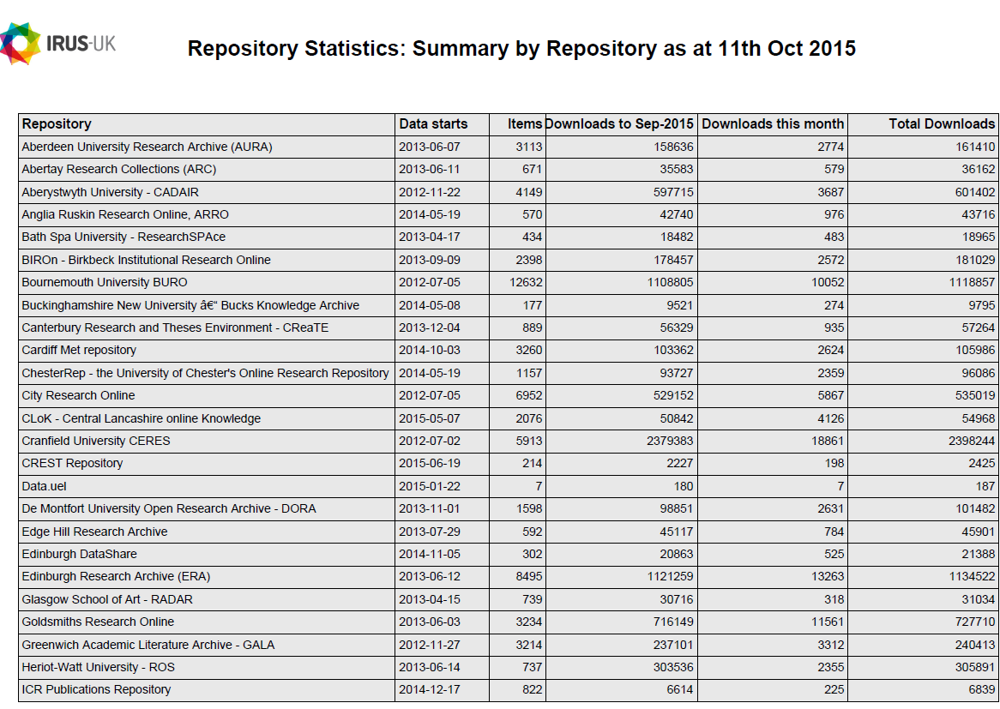 IRUS-UK
Repository Statistics: Summary by Repository as at 11th Oct 2015
Repository Data starts Items Downloads to Sep-2015 Downloads this month Total Downloads
Aberdeen University Research Archive (AURA) 2013-06-07 3113 158636 2774 161410
Abertay Research Collections (ARC) 2013-06-11 671 35583 579 36162
Aberystwyth University - CADAIR 2012-11-22 4149 597715 3687 601402
Anglia Ruskin Research Online, ARRO 2014-05-19 570 42740 976 43716
Bath Spa University - ResearchSPAce 2013-04-17 434 18482 483 18965
BIROn - Birkbeck Institutional Research Online 2013-09-09 2398 178457 2572 181029
Bournemouth University BURO 2012-07-05 12632 1108805 10052 1118857
Buckinghamshire New University â€“ Bucks Knowledge Archive 2014-05-08 177 9521 274 9795
Canterbury Research and Theses Environment - CReaTE 2013-12-04 889 56329 935 57264
Cardiff Met repository 2014-10-03 3260 103362 2624 105986
ChesterRep - the University of Chester's Online Research Repository 2014-05-19 1157 93727 2359 96086
City Research Online 2012-07-05 6952 529152 5867 535019
CLoK - Central Lancashire online Knowledge 2015-05-07 2076 50842 4126 54968
Cranfield University CERES 2012-07-02 5913 2379383 18861 2398244
CREST Repository 2015-06-19 214 2227 198 2425
Data.uel 2015-01-22 7 180 7 187
De Montfort University Open Research Archive - DORA 2013-11-01 1598 98851 2631 101482
Edge Hill Research Archive 2013-07-29 592 45117 784 45901
Edinburgh DataShare 2014-11-05 302 20863 525 21388
Edinburgh Research Archive (ERA) 2013-06-12 8495 1121259 13263 1134522
Glasgow School of Art - RADAR 2013-04-15 739 30716 318 31034
Goldsmiths Research Online 2013-06-03 3234 716149 11561 727710
Greenwich Academic Literature Archive - GALA 2012-11-27 3214 237101 3312 240413
Heriot-Watt University - ROS 2013-06-14 737 303536 2355 305891
ICR Publications Repository 2014-12-17 822 6614 225 6839